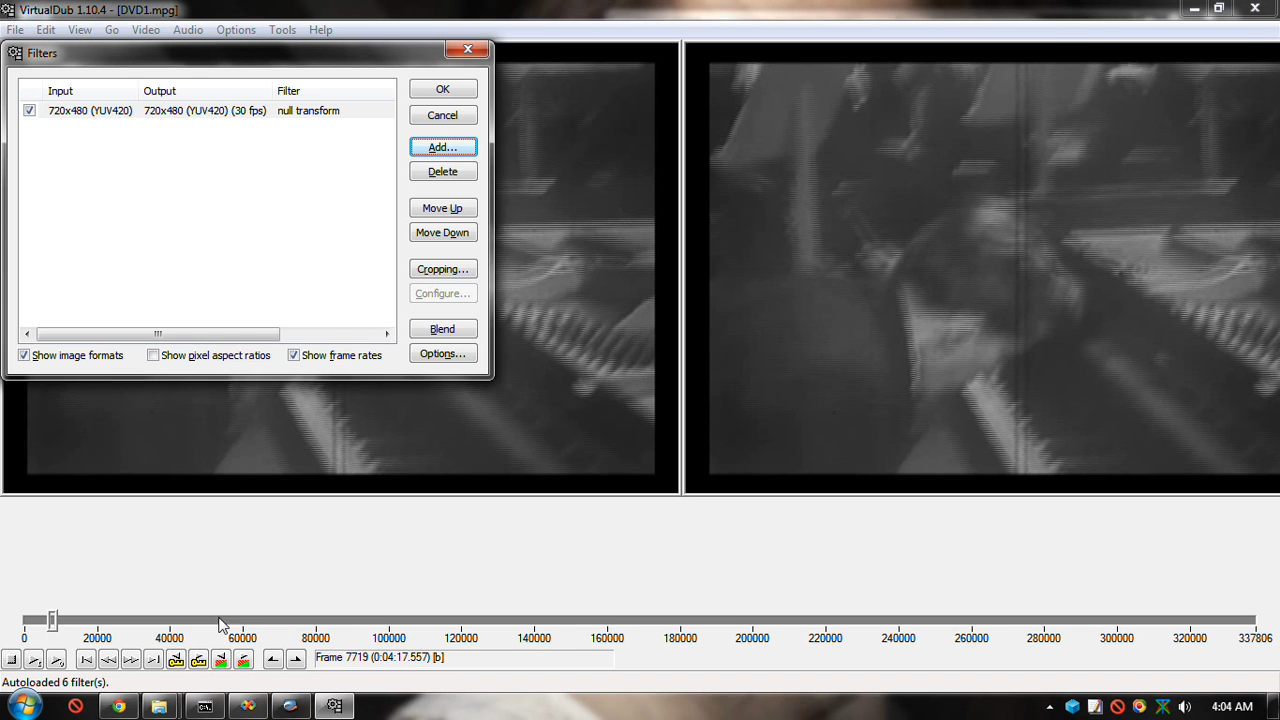 VirtualDub 1.10.4 - [DVD1.mpg]
File Edit View Go Video Audio Options Tools Help
Filters
Input Output Filter
720x480 (YUV420) 720x480 (YUV420) (30 fps) null transform
OK
Cancel
Add...
Delete
Move Up
Move Down
Cropping...
Configure...
Blend
Options...
Show image formats Show pixel aspect ratios Show frame rates
0 20000 40000 60000 80000 100000 120000 140000 160000 180000 200000 220000 240000 260000 280000 300000 320000 337806
Frame 7719 (0:04:17.557) [b]
Autoloaded 6 filter(s).
C:\.
4:04 AM